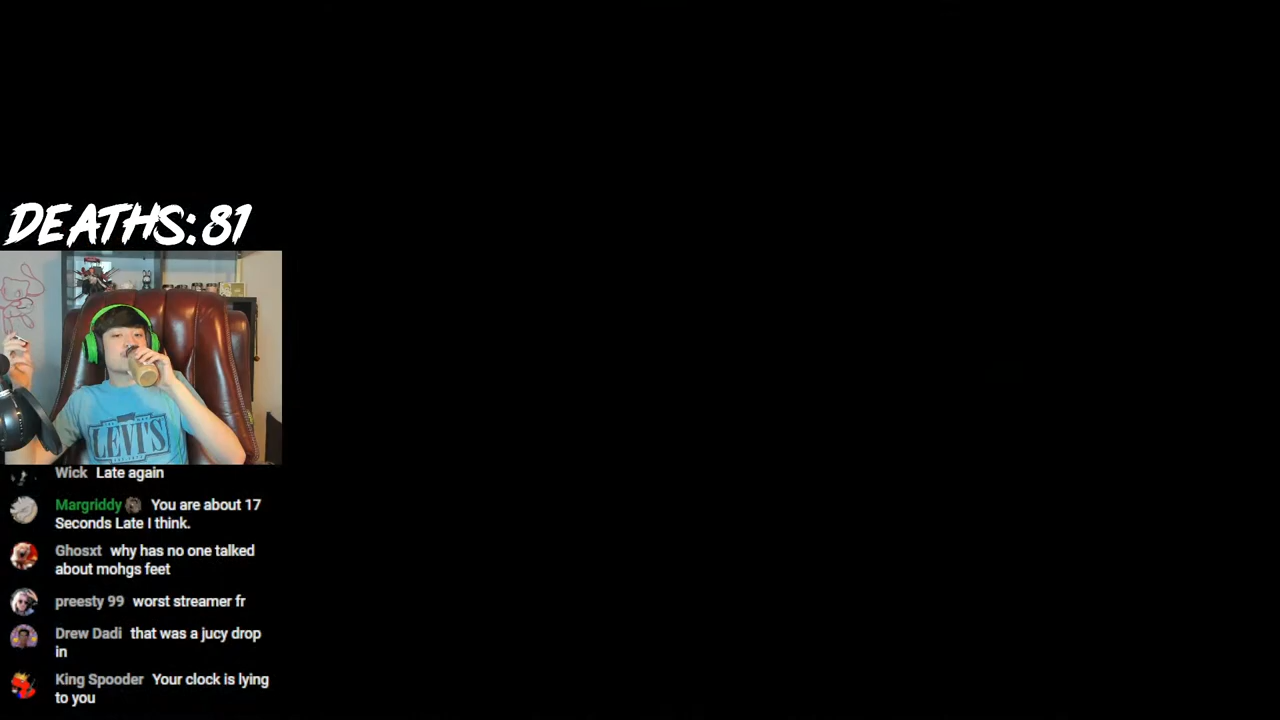 DEATHS: 81
LEVI'S
Wick Late again
Margriddy You are about 17
Seconds Late I think.
Ghosxt why has no one talked
about mohgs feet
preesty 99 worst streamer fr
Drew Dadi that was a jucy drop
in
King Spooder Your clock is lying
to you